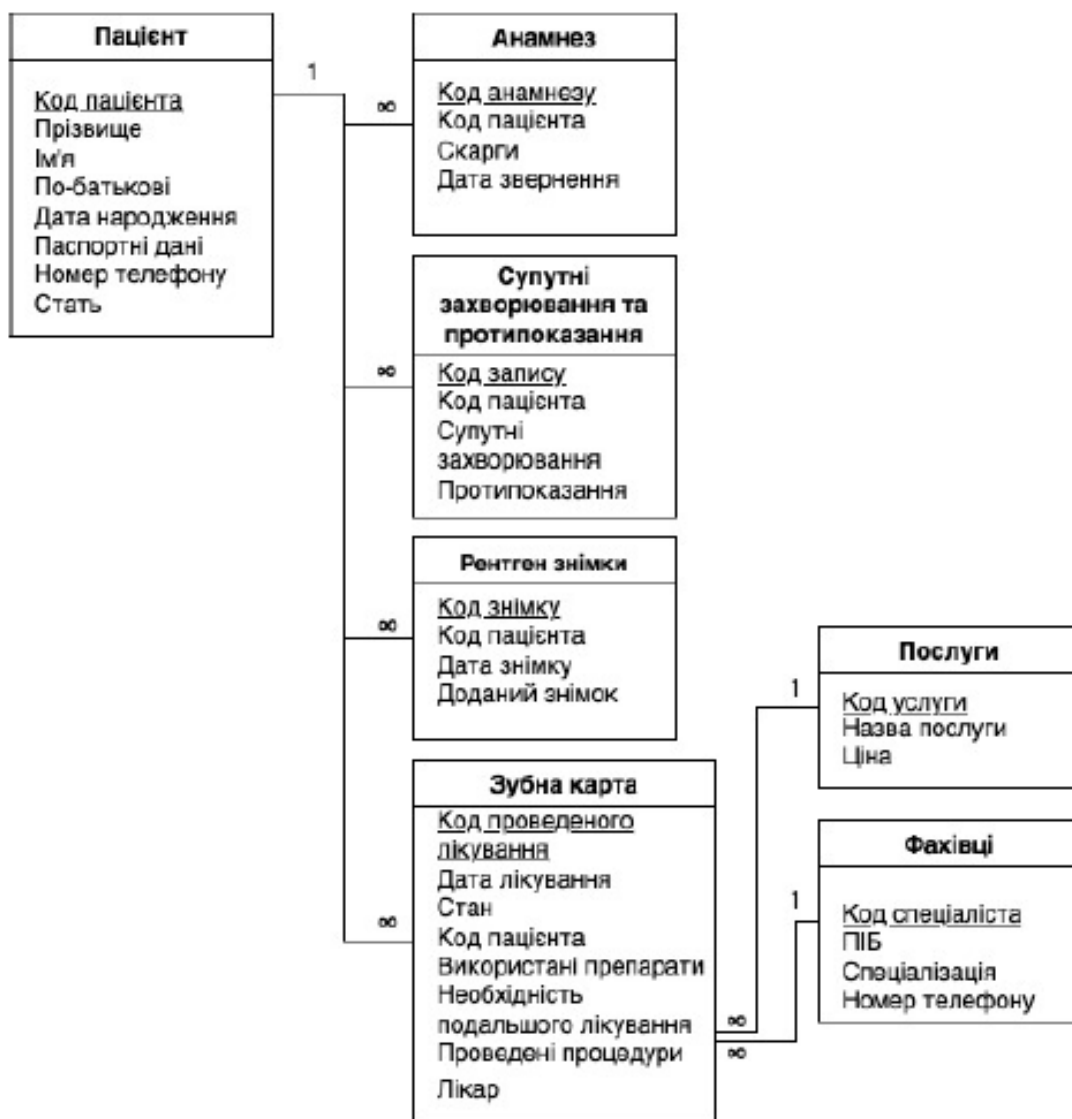 Пацієнт
Код пацієнта
Прізвище
Ім'я
По-батькові
Дата народження
Паспортні дані
Номер телефону
Стать
1
∞
Анамнез
Код анамнезу
Код пацієнта
Скарги
Дата звернення
∞
Супутні
захворювання та
протипоказання
Код запису
Код пацієнта
Супутні
захворювання
Протипоказання
∞
Рентген знімки
Код знімку
Код пацієнта
Дата знімку
Доданий знімок
∞
Зубна карта
Код проведеного
лікування
Дата лікування
Стан
Код пацієнта
Використані препарати
Необхідність
подальшого лікування
Проведені процедури
Лікар
∞
∞
1
Послуги
Код услуги
Назва послуги
Ціна
1
Фахівці
Код спеціаліста
ПІБ
Спеціалізація
Номер телефону